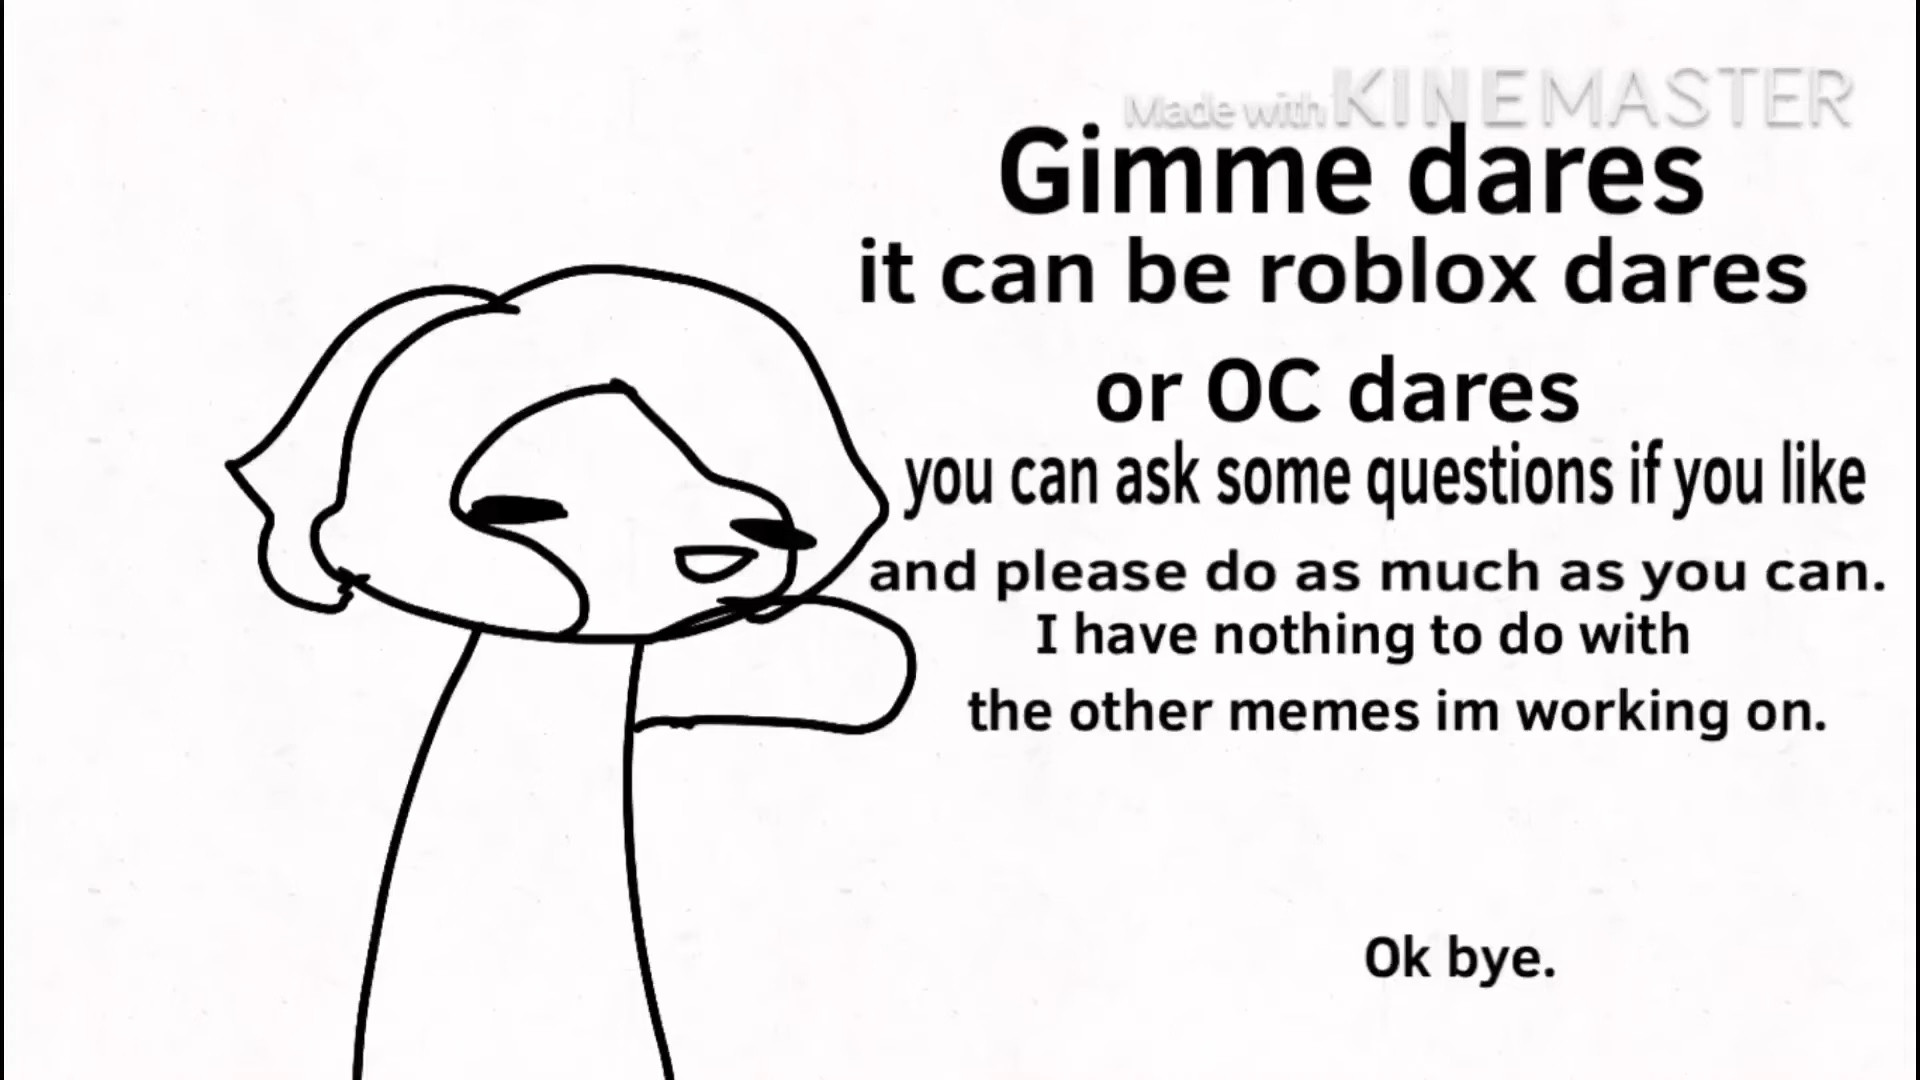 Made with KINEMASTER
Gimme dares
it can be roblox dares
or OC dares
you can ask some questions if you like
and please do as much as you can.
I have nothing to do with
the other memes im working on.
Ok bye.